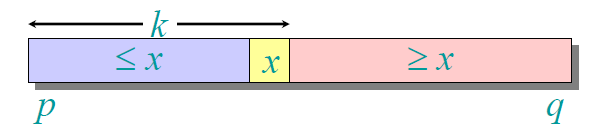 k
≤ x x ≥ x
p q